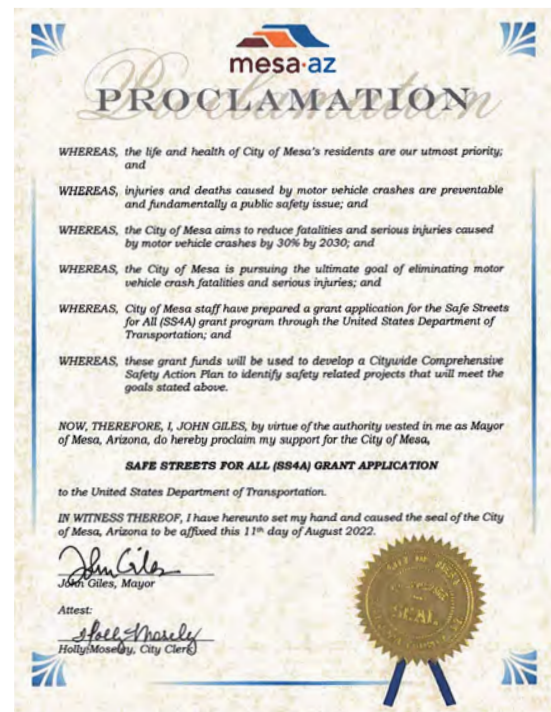 mesa·az
PROCLAMATION
WHEREAS, the life and health of City of Mesa's residents are our utmost priority;
and
WHEREAS, injuries and deaths caused by motor vehicle crashes are preventable
and fundamentally a public safety issue; and
WHEREAS, the City of Mesa aims to reduce fatalities and serious injuries caused
by motor vehicle crashes by 30% by 2030; and
WHEREAS, the City of Mesa is pursuing the ultimate goal of eliminating motor
vehicle crash fatalities and serious injuries; and
WHEREAS, City of Mesa staff have prepared a grant application for the Safe Streets
for All (SS4A) grant program through the United States Department of
Transportation; and
WHEREAS, these grant funds will be used to develop a Citywide Comprehensive
Safety Action Plan to identify safety related projects that will meet the
goals stated above.
NOW, THEREFORE, I, JOHN GILES, by virtue of the authority vested in me as Mayor
of Mesa, Arizona, do hereby proclaim my support for the City of Mesa,
SAFE STREETS FOR ALL (SS4A) GRANT APPLICATION
to the United States Department of Transportation.
IN WITNESS THEREOF, I have hereunto set my hand and caused the seal of the City
of Mesa, Arizona to be affixed this 11th day of August 2022.
John Giles
John Giles, Mayor
Attest:
Holly Moseley
Holly Moseley, City Clerk
CITY OF MESA
SEAL